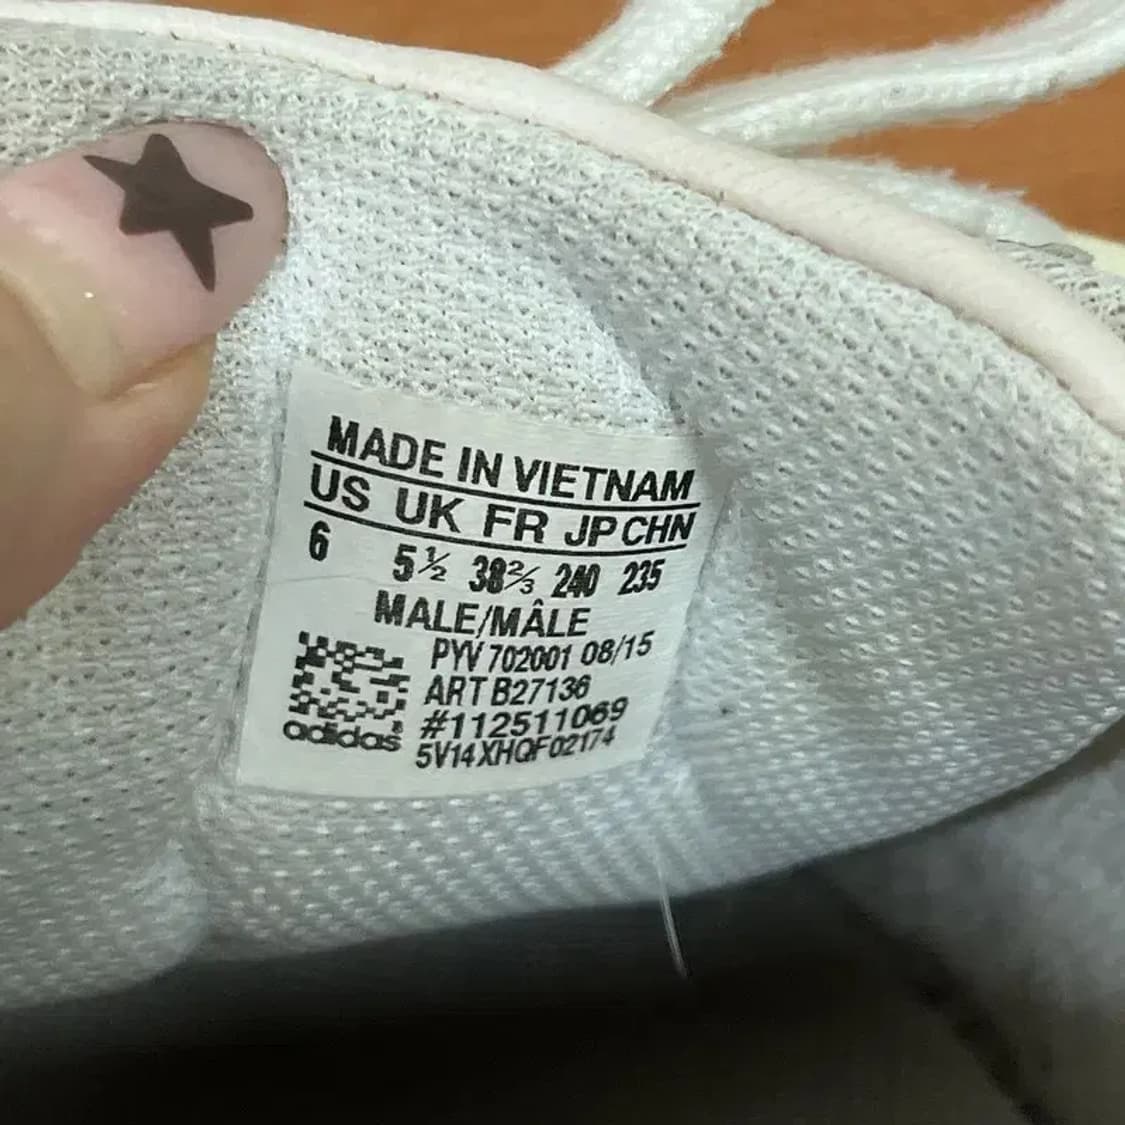 MADE IN VIETNAM
US UK FR JP CHN
6 5½ 38⅔ 240 235
MALE/MÂLE
PYV 702001 08/15
ART B27136
#112511069
adidas®
5V14XHQF02174